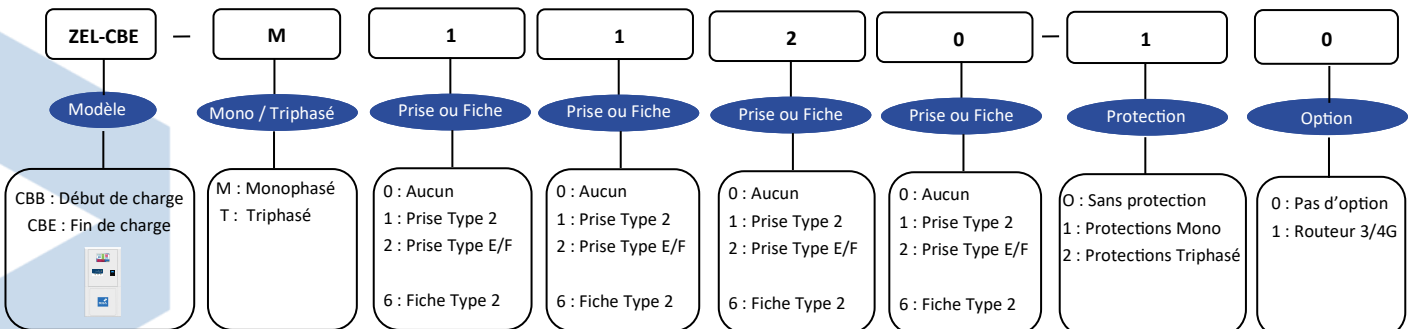 ZEL-CBE — M 1 1 2 0 — 1 0
Modèle
Mono / Triphasé
Prise ou Fiche
Prise ou Fiche
Prise ou Fiche
Prise ou Fiche
Protection
Option
CBB : Début de charge
CBE : Fin de charge
M : Monophasé
T : Triphasé
0 : Aucun
1 : Prise Type 2
2 : Prise Type E/F
6 : Fiche Type 2
0 : Aucun
1 : Prise Type 2
2 : Prise Type E/F
6 : Fiche Type 2
0 : Aucun
1 : Prise Type 2
2 : Prise Type E/F
6 : Fiche Type 2
0 : Aucun
1 : Prise Type 2
2 : Prise Type E/F
6 : Fiche Type 2
O : Sans protection
1 : Protections Mono
2 : Protections Triphasé
0 : Pas d'option
1 : Routeur 3/4G